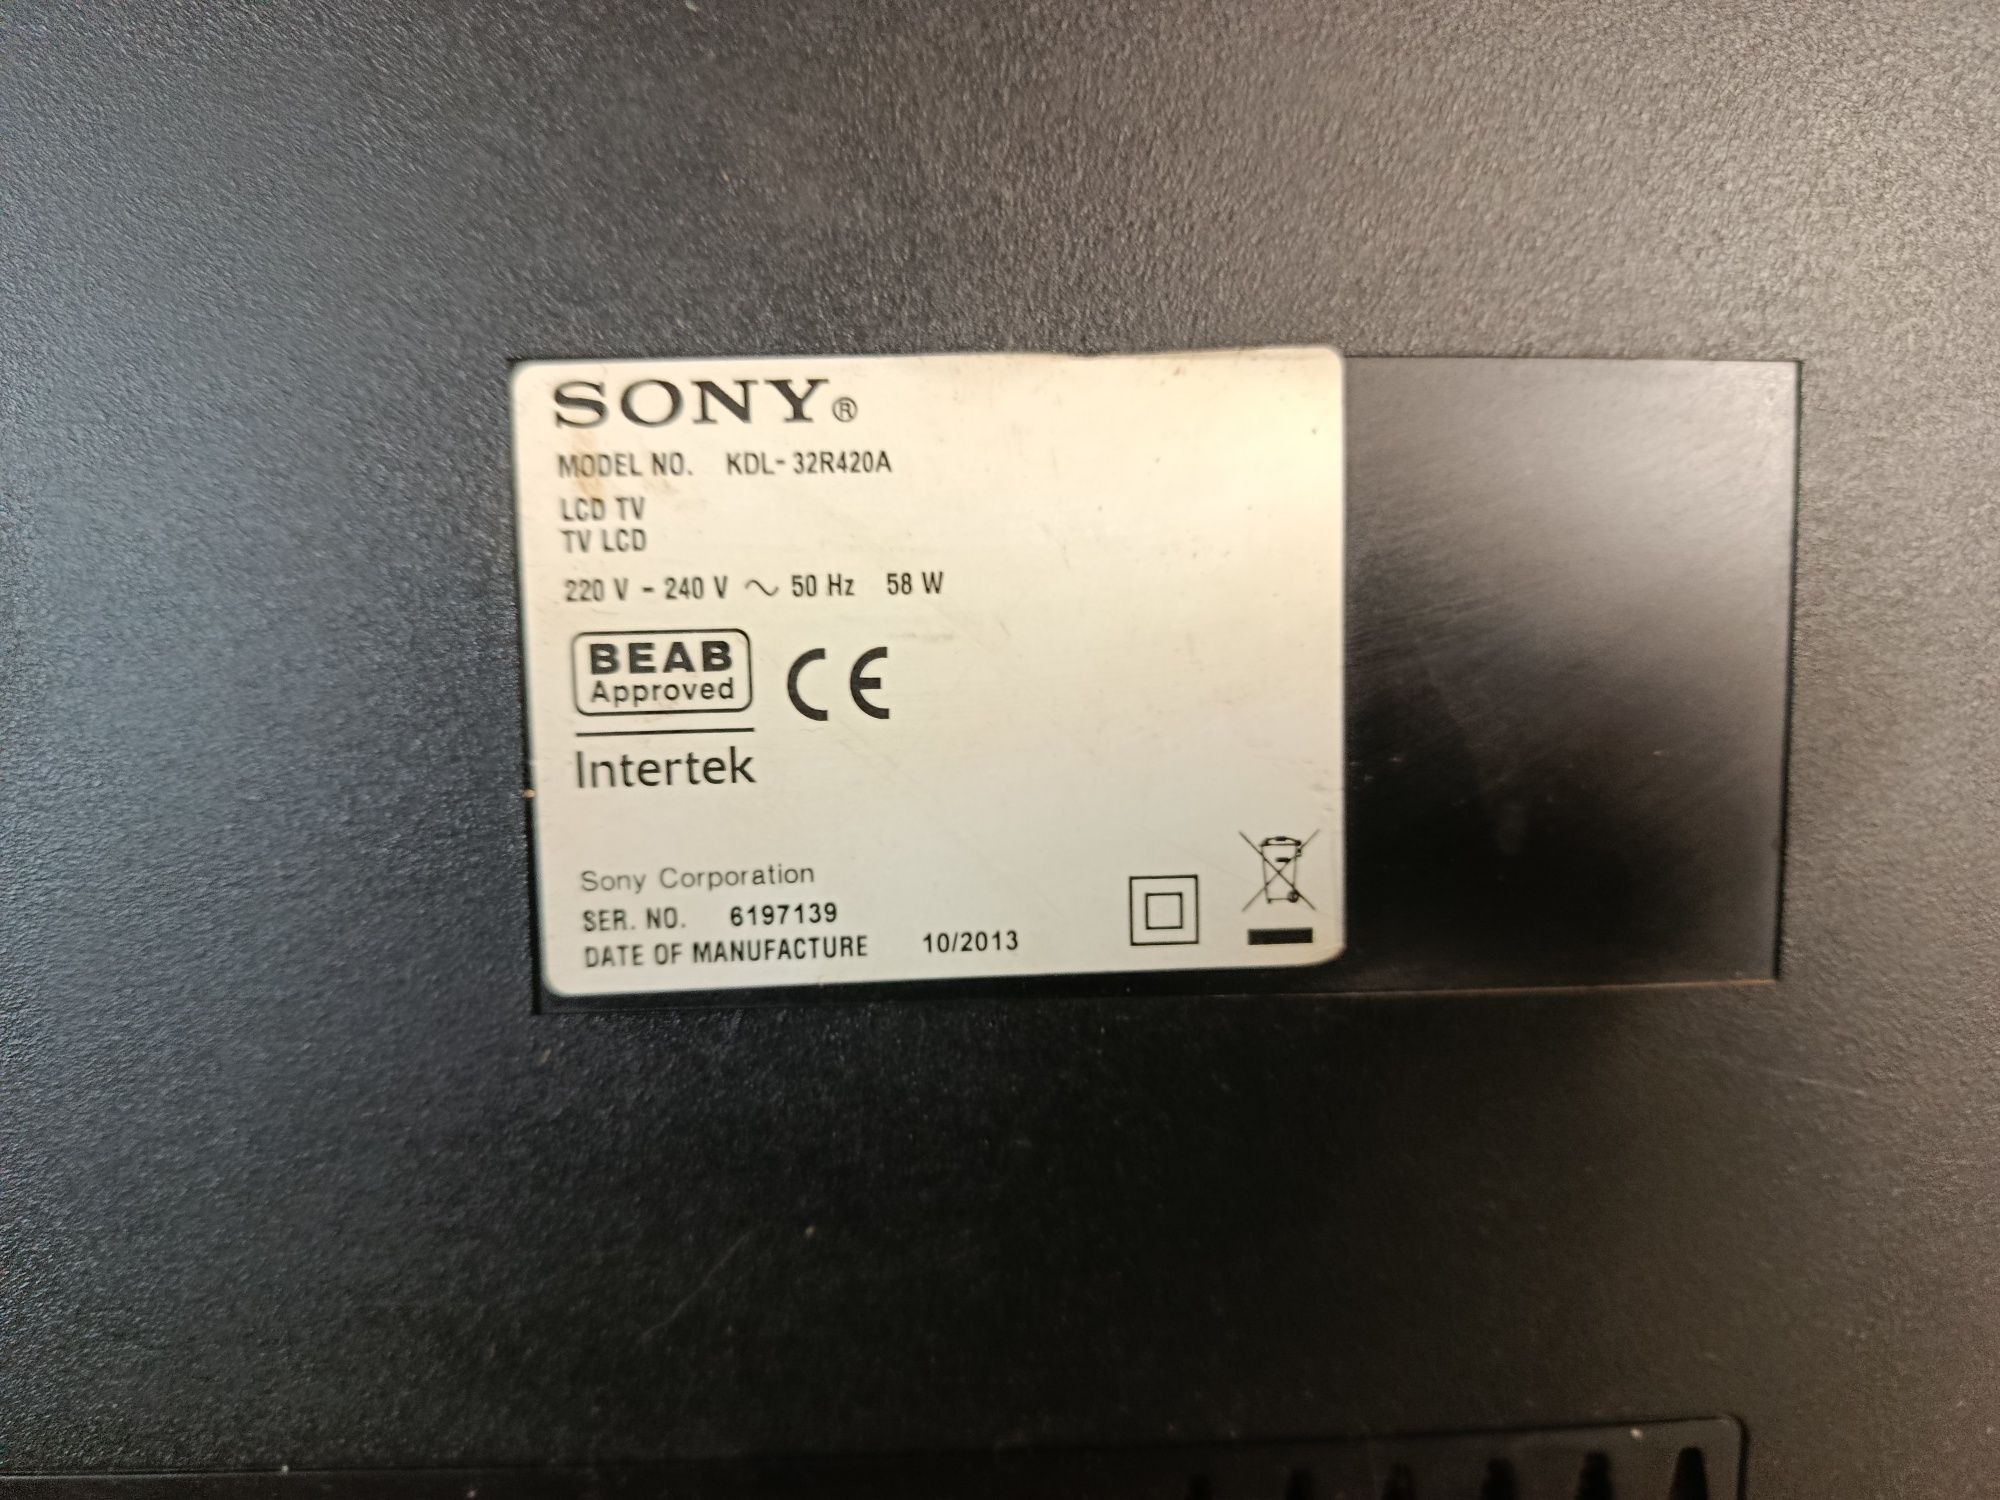 SONY®
MODEL NO. KDL-32R420A
LCD TV
TV LCD
220 V - 240 V ~ 50 Hz 58 W
BEAB
Approved
CE
Intertek
Sony Corporation
SER. NO. 6197139
DATE OF MANUFACTURE 10/2013